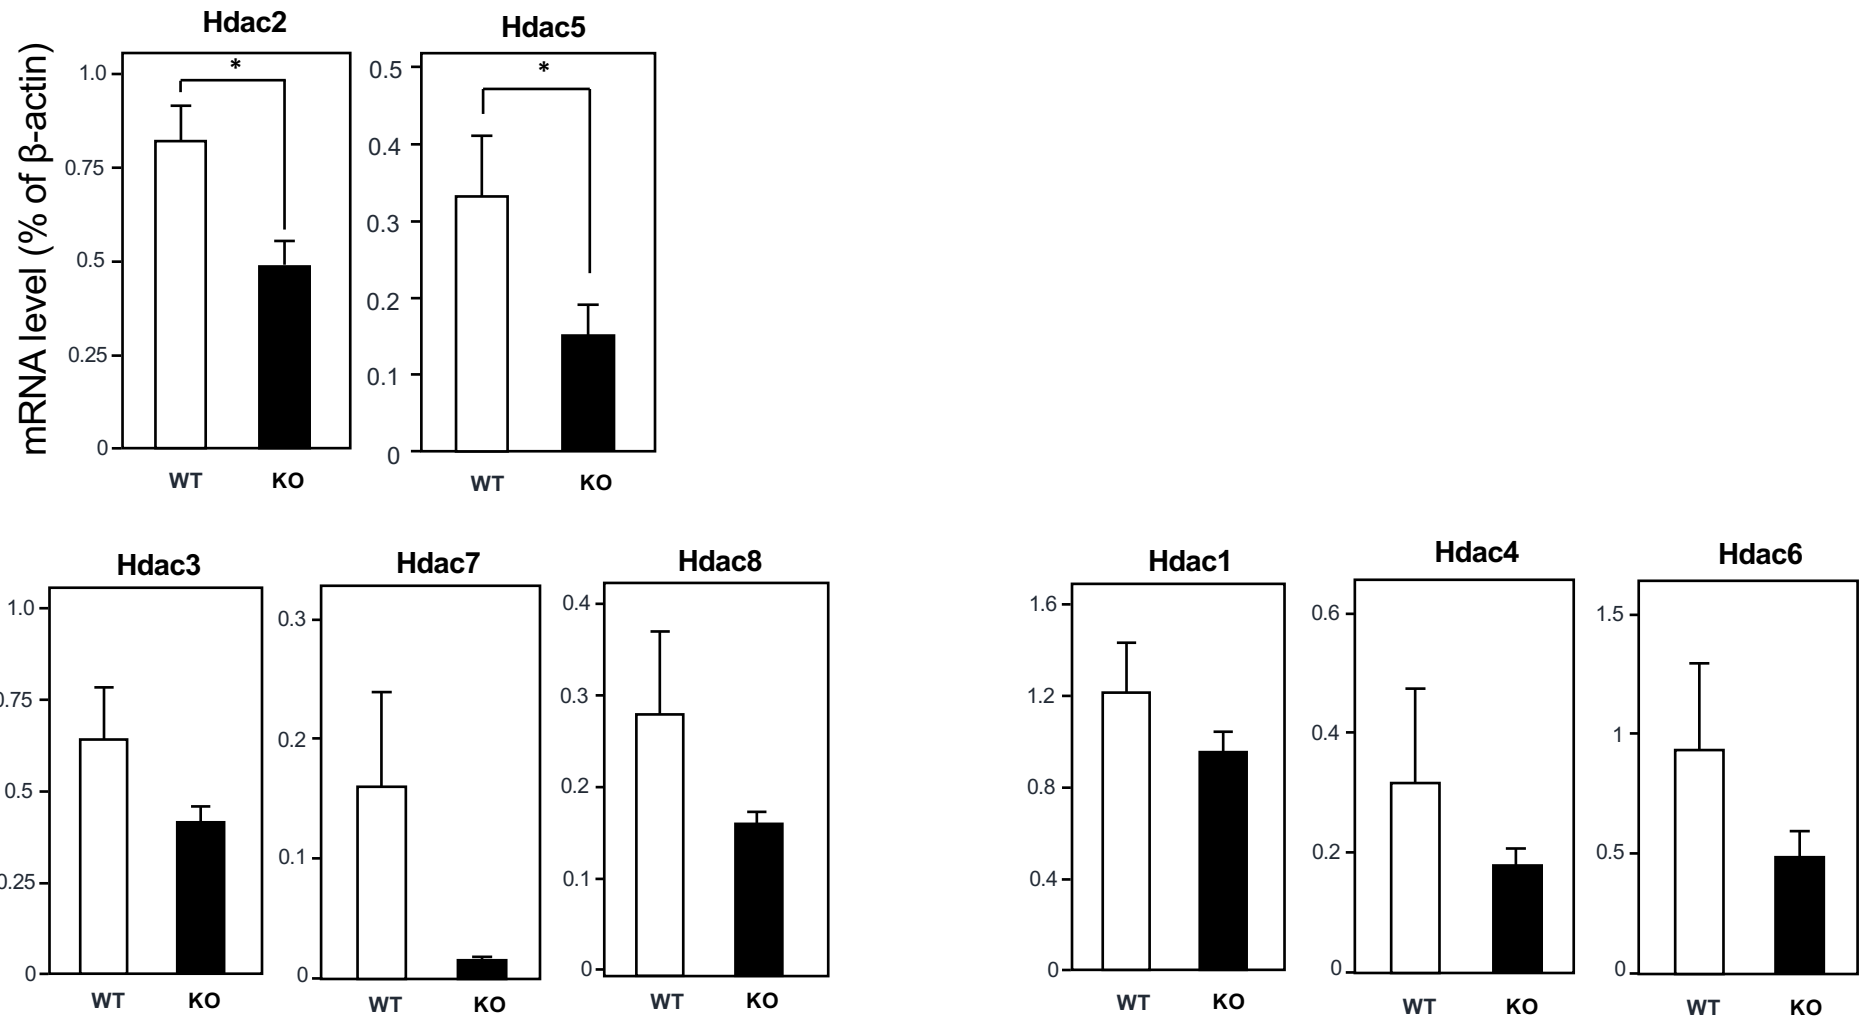 Hdac2
Hdac5
mRNA level (% of β-actin)
1.0
0.75
0.5
0.25
0
*
WT
KO
0.5
0.4
0.3
0.2
0.1
0
*
WT
KO
Hdac3
1.0
0.75
0.5
0.25
0
WT
KO
Hdac7
0.3
0.2
0.1
0
WT
KO
Hdac8
0.4
0.3
0.2
0.1
0
WT
KO
Hdac1
1.6
1.2
0.8
0.4
0
WT
KO
Hdac4
0.6
0.4
0.2
0
WT
KO
Hdac6
1.5
1
0.5
0
WT
KO